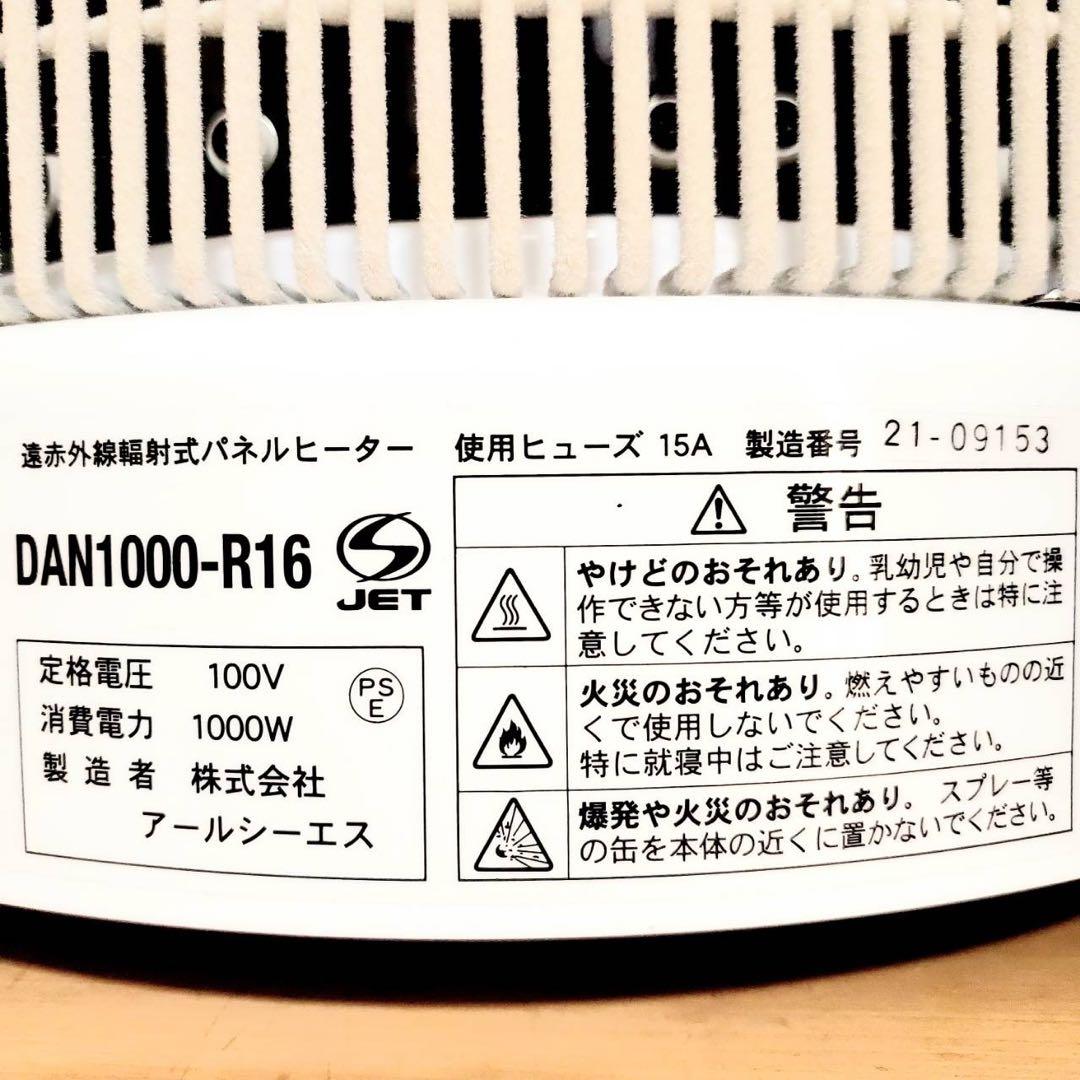 遠赤外線輻射式パネルヒーター
DAN1000-R16
JET
定格電圧 100V
消費電力 1000W
PS
E
製造者 株式会社
アールシーエス
使用ヒューズ 15A 製造番号 21-09153
警告
やけどのおそれあり。乳幼児や自分で操
作できない方等が使用するときは特に注
意してください。
火災のおそれあり。燃えやすいものの近
くで使用しないでください。
特に就寝中はご注意してください。
爆発や火災のおそれあり。 スプレー等
の缶を本体の近くに置かないでください。